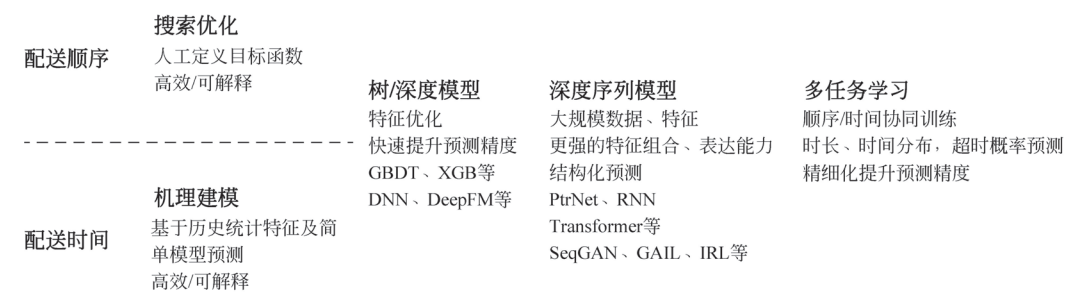 配送顺序
搜索优化
人工定义目标函数
高效/可解释
配送时间
机理建模
基于历史统计特征及简
单模型预测
高效/可解释
树/深度模型
特征优化
快速提升预测精度
GBDT、XGB等
DNN、DeepFM等
深度序列模型
大规模数据、特征
更强的特征组合、表达能力
结构化预测
PtrNet、RNN
Transformer等
SeqGAN、GAIL、IRL等
多任务学习
顺序/时间协同训练
时长、时间分布，超时概率预测
精细化提升预测精度